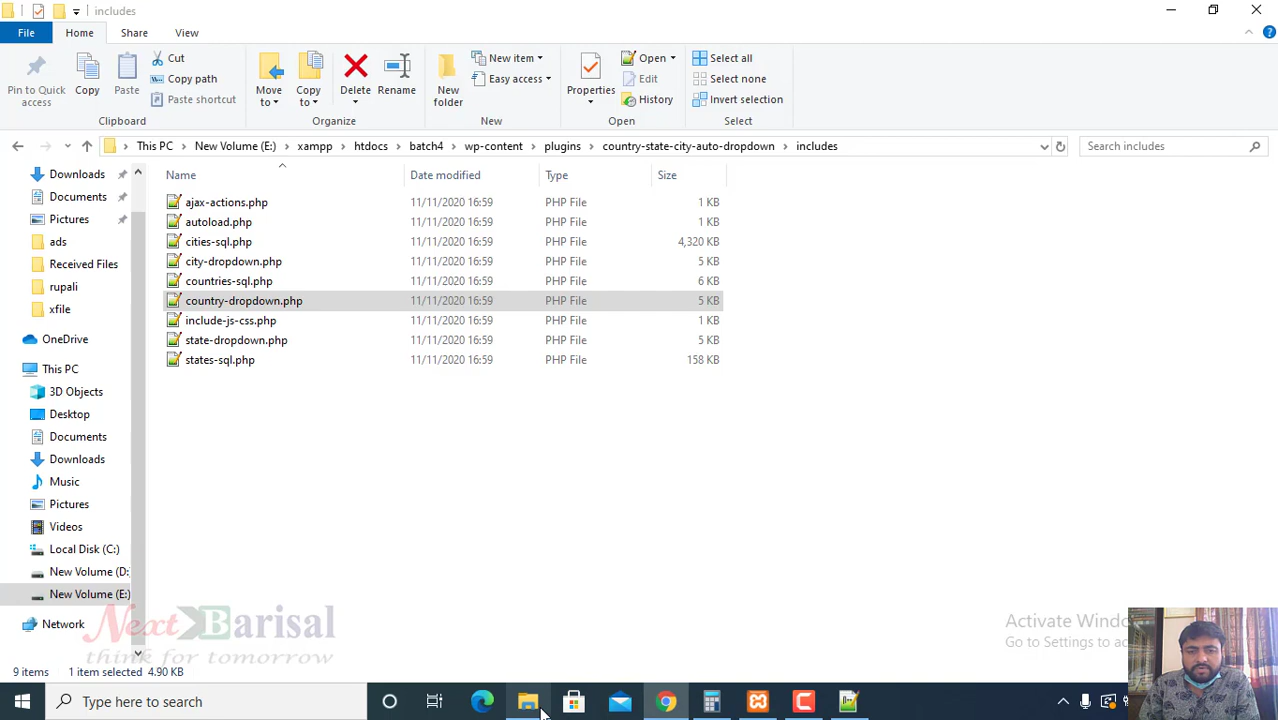 includes
File Home Share View
Pin to Quick access
Copy
Paste
Cut
Copy path
Paste shortcut
Clipboard
Move to
Copy to
Delete
Rename
Organize
New folder
New item
Easy access
New
Properties
Open
Edit
History
Open
Select all
Select none
Invert selection
Select
This PC › New Volume (E:) › xampp › htdocs › batch4 › wp-content › plugins › country-state-city-auto-dropdown › includes
Search includes
Name Date modified Type Size
ajax-actions.php 11/11/2020 16:59 PHP File 1 KB
autoload.php 11/11/2020 16:59 PHP File 1 KB
cities-sql.php 11/11/2020 16:59 PHP File 4,320 KB
city-dropdown.php 11/11/2020 16:59 PHP File 5 KB
countries-sql.php 11/11/2020 16:59 PHP File 6 KB
country-dropdown.php 11/11/2020 16:59 PHP File 5 KB
include-js-css.php 11/11/2020 16:59 PHP File 1 KB
state-dropdown.php 11/11/2020 16:59 PHP File 5 KB
states-sql.php 11/11/2020 16:59 PHP File 158 KB
Downloads
Documents
Pictures
ads
Received Files
rupali
xfile
OneDrive
This PC
3D Objects
Desktop
Documents
Downloads
Music
Pictures
Videos
Local Disk (C:)
New Volume (D:
New Volume (E:)
Network
Next Barisal
think for tomorrow
Activate Windo
Go to Settings to ac
9 items 1 item selected 4.90 KB
Type here to search